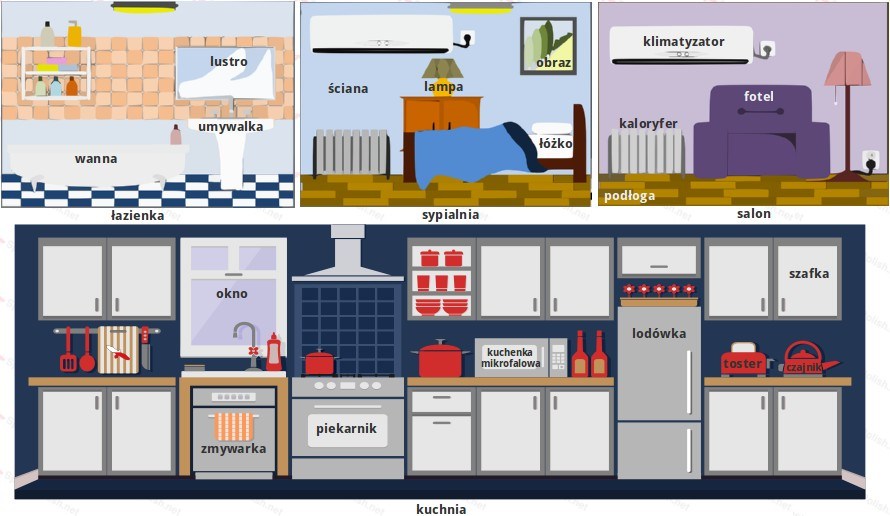 lustro
umywalka
wanna
łazienka
ściana
lampa
obraz
łóżko
sypialnia
klimatyzator
fotel
kaloryfer
podłoga
salon
okno
szafka
lodówka
kuchenka
mikrofalowa
toster
czajnik
piekarnik
zmywarka
kuchnia